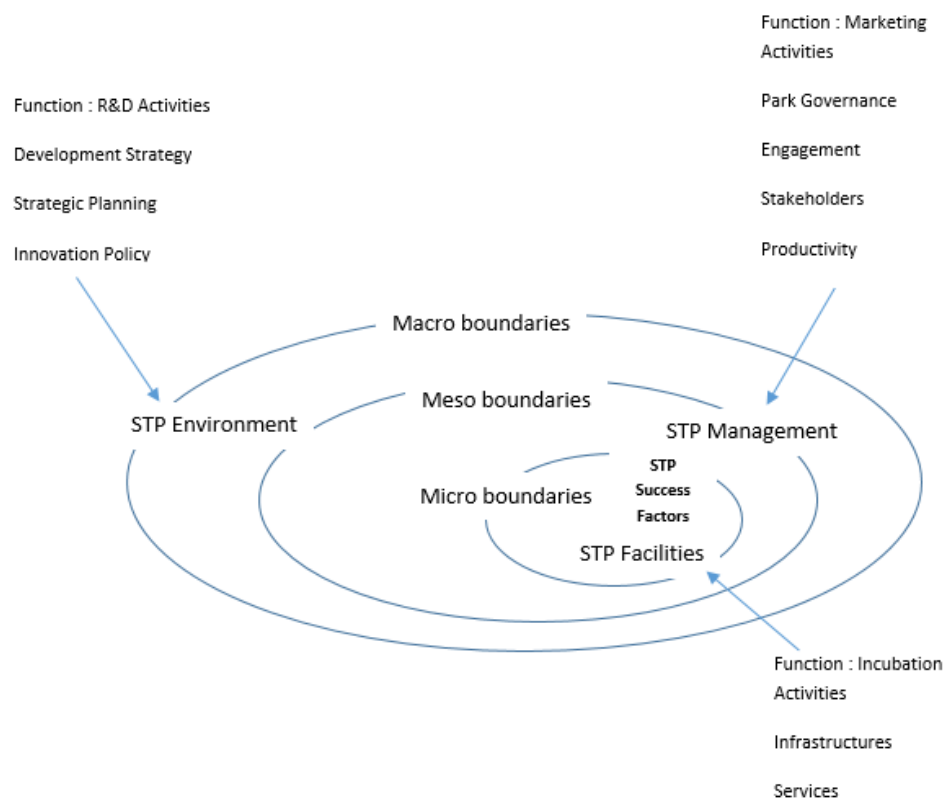 Function : Marketing
Activities
Park Governance
Engagement
Stakeholders
Productivity
Function : R&D Activities
Development Strategy
Strategic Planning
Innovation Policy
Macro boundaries
Meso boundaries
STP Environment
STP Management
STP
Success
Factors
Micro boundaries
STP Facilities
Function : Incubation
Activities
Infrastructures
Services